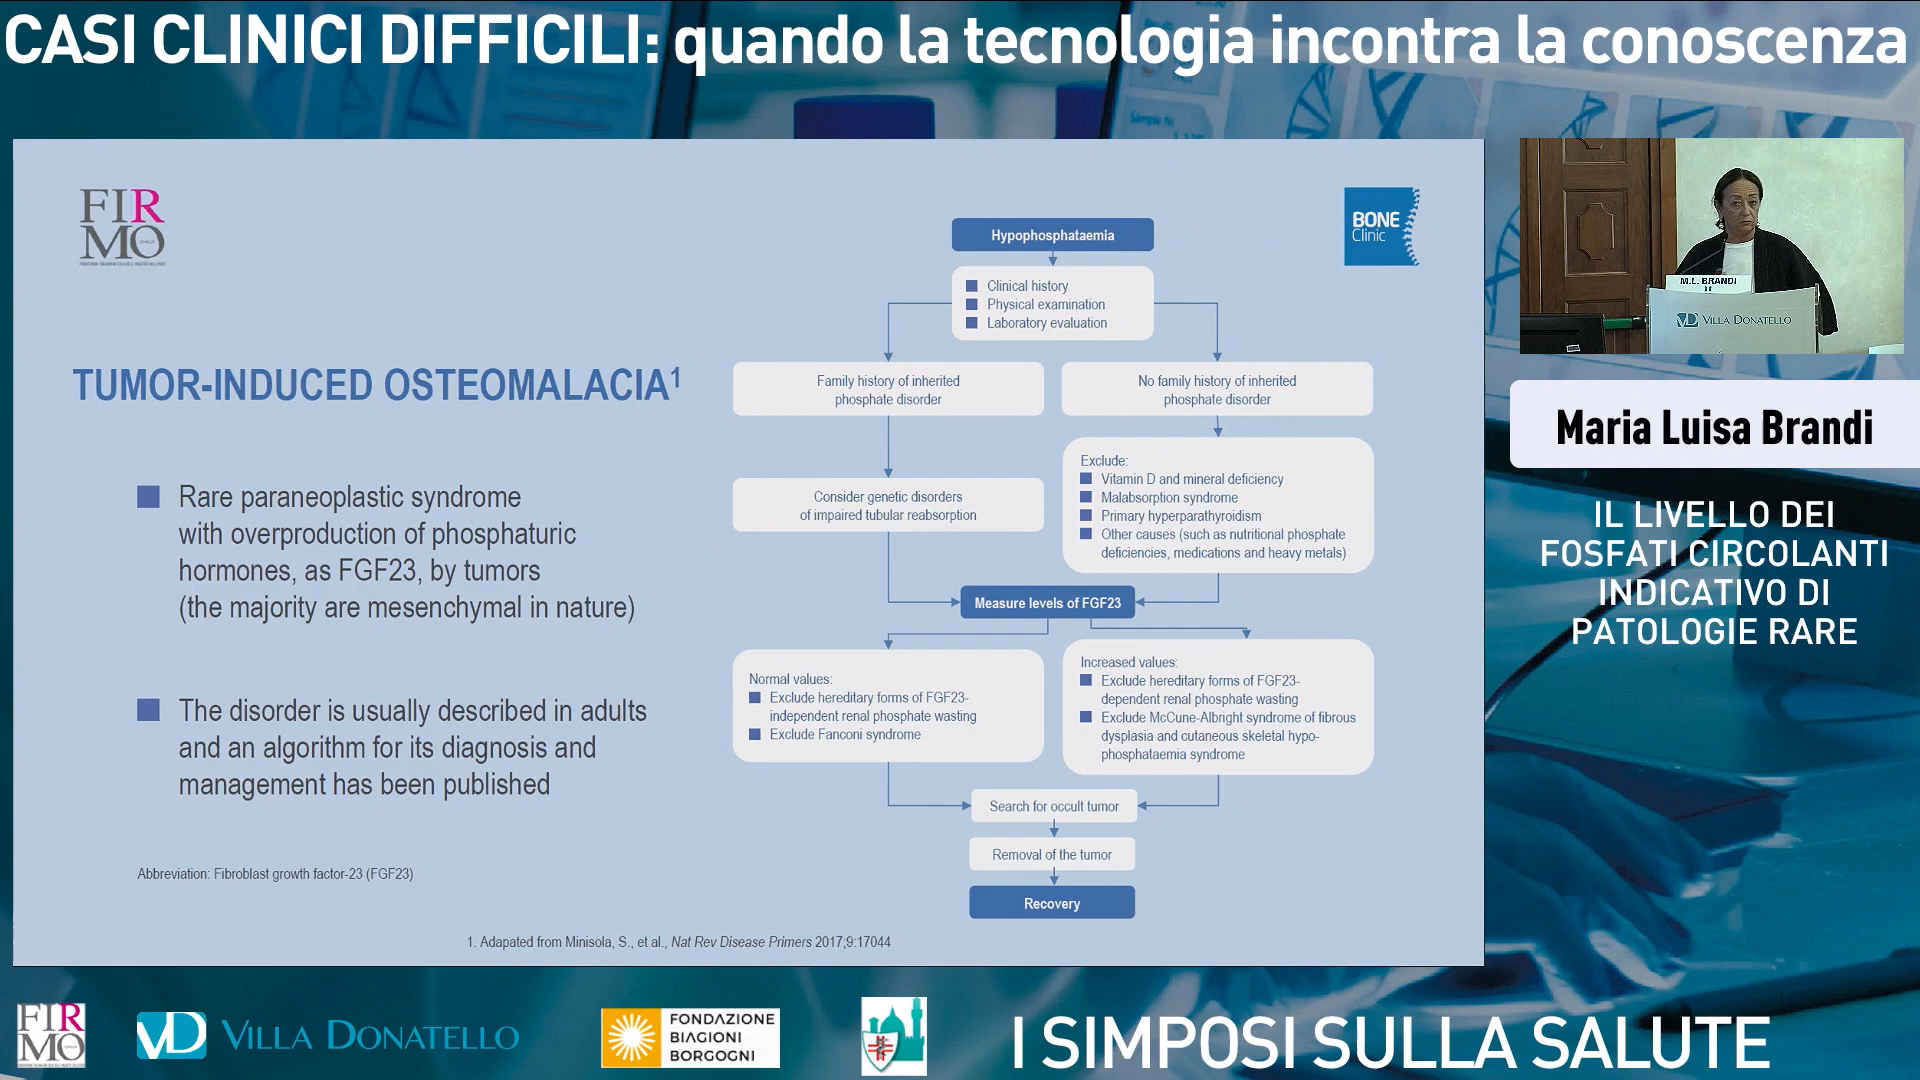 CASI CLINICI DIFFICILI: quando la tecnologia incontra la conoscenza
FIRMO
BONE
Clinic
TUMOR-INDUCED OSTEOMALACIA1
Rare paraneoplastic syndrome
with overproduction of phosphaturic
hormones, as FGF23, by tumors
(the majority are mesenchymal in nature)
The disorder is usually described in adults
and an algorithm for its diagnosis and
management has been published
Abbreviation: Fibroblast growth factor-23 (FGF23)
Hypophosphataemia
Clinical history
Physical examination
Laboratory evaluation
Family history of inherited
phosphate disorder
No family history of inherited
phosphate disorder
Consider genetic disorders
of impaired tubular reabsorption
Exclude:
Vitamin D and mineral deficiency
Malabsorption syndrome
Primary hyperparathyroidism
Other causes (such as nutritional phosphate
deficiencies, medications and heavy metals)
Measure levels of FGF23
Normal values:
Exclude hereditary forms of FGF23-
independent renal phosphate wasting
Exclude Fanconi syndrome
Increased values:
Exclude hereditary forms of FGF23-
dependent renal phosphate wasting
Exclude McCune-Albright syndrome of fibrous
dysplasia and cutaneous skeletal hypo-
phosphataemia syndrome
Search for occult tumor
Removal of the tumor
Recovery
1. Adapated from Minisola, S., et al., Nat Rev Disease Primers 2017;9:17044
M.L. BRANDI
VD VILLA DONATELLO
Maria Luisa Brandi
IL LIVELLO DEI
FOSFATI CIRCOLANTI
INDICATIVO DI
PATOLOGIE RARE
FIRMO
VD VILLA DONATELLO
FONDAZIONE
BIAGIONI
BORGOGNI
I SIMPOSI SULLA SALUTE